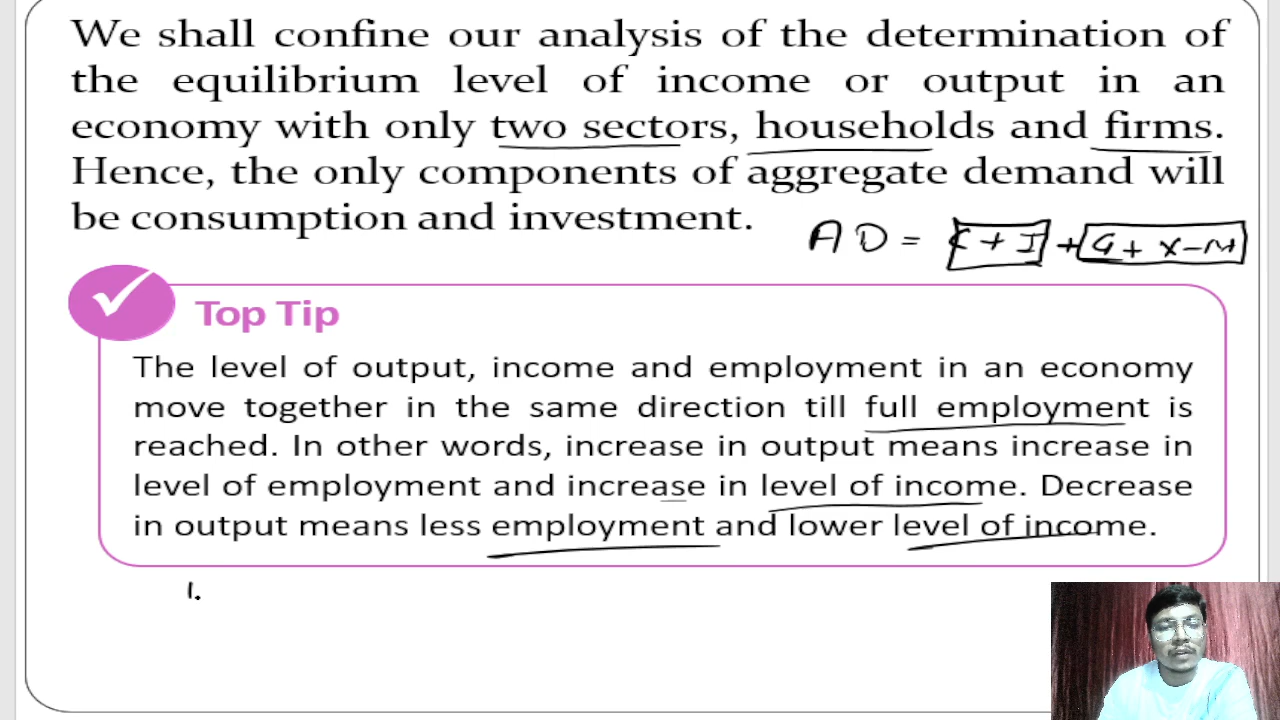 We shall confine our analysis of the determination of
the equilibrium level of income or output in an
economy with only two sectors, households and firms.
Hence, the only components of aggregate demand will
be consumption and investment.
AD = C + I + G + X - M
Top Tip
The level of output, income and employment in an economy
move together in the same direction till full employment is
reached. In other words, increase in output means increase in
level of employment and increase in level of income. Decrease
in output means less employment and lower level of income.
1.